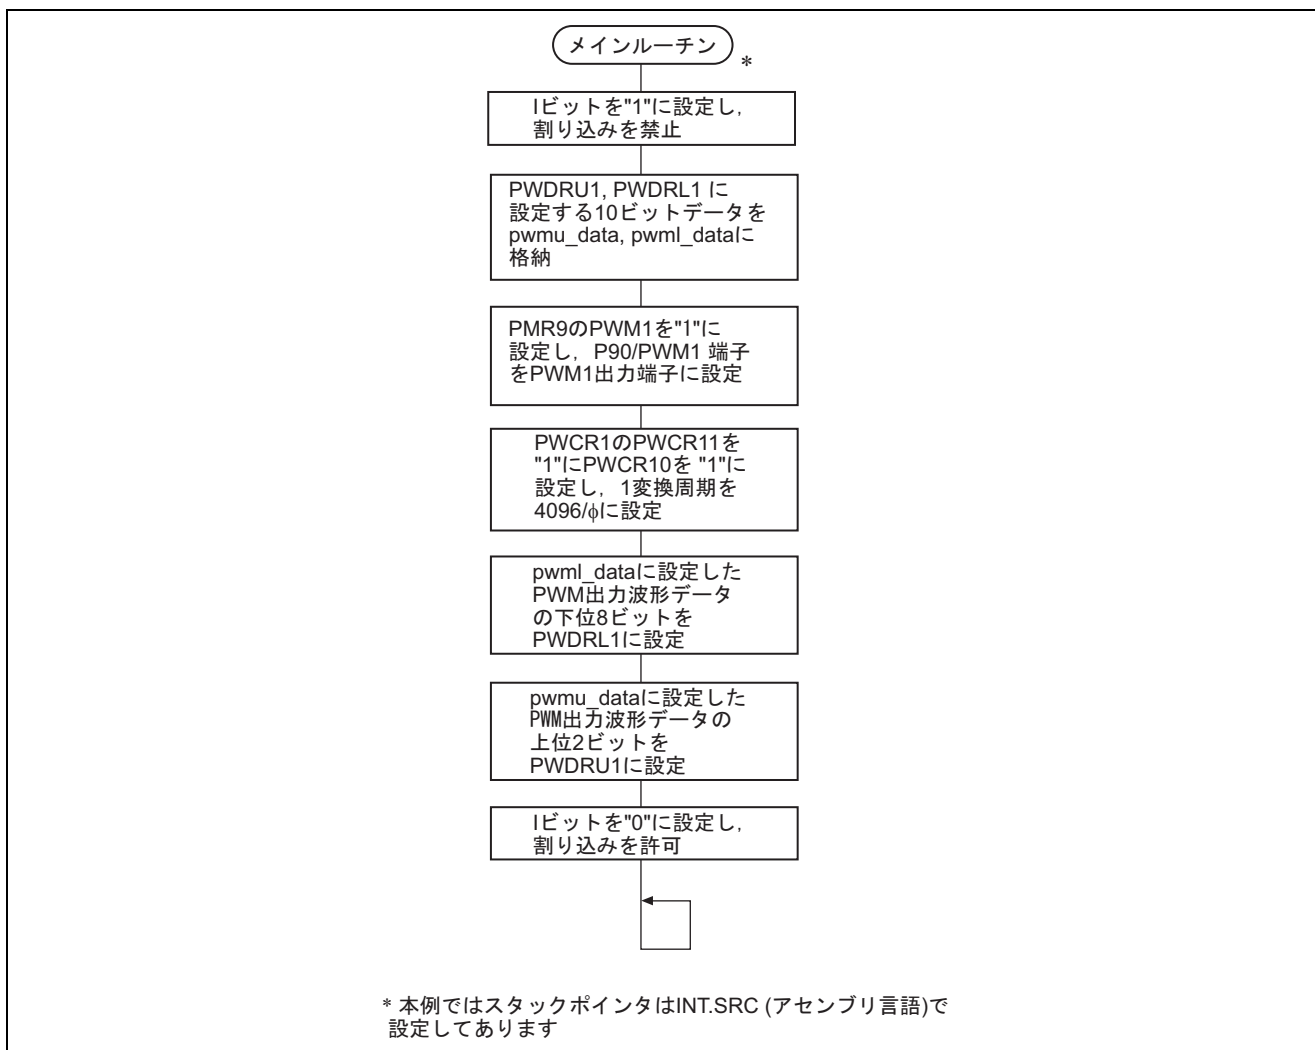 メインルーチン
*
Iビットを"1"に設定し,
割り込みを禁止
PWDRU1, PWDRL1 に
設定する10ビットデータを
pwmu_data, pwml_dataに
格納
PMR9のPWM1を"1"に
設定し, P90/PWM1 端子
をPWM1出力端子に設定
PWCR1のPWCR11を
"1"にPWCR10を "1"に
設定し, 1変換周期を
4096/ϕに設定
pwml_dataに設定した
PWM出力波形データ
の下位8ビットを
PWDRL1に設定
pwmu_dataに設定した
PWM出力波形データの
上位2ビットを
PWDRU1に設定
Iビットを"0"に設定し,
割り込みを許可
* 本例ではスタックポインタはINT.SRC (アセンブリ言語)で
設定してあります